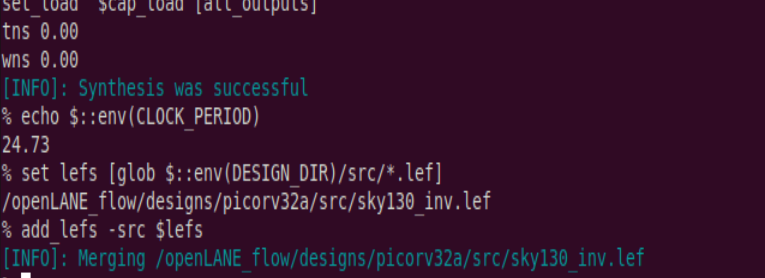 set_load  $cap_load [all_outputs]
tns 0.00
wns 0.00
[INFO]: Synthesis was successful
% echo $::env(CLOCK_PERIOD)
24.73
% set lefs [glob $::env(DESIGN_DIR)/src/*.lef]
/openLANE_flow/designs/picorv32a/src/sky130_inv.lef
% add_lefs -src $lefs
[INFO]: Merging /openLANE_flow/designs/picorv32a/src/sky130_inv.lef
%